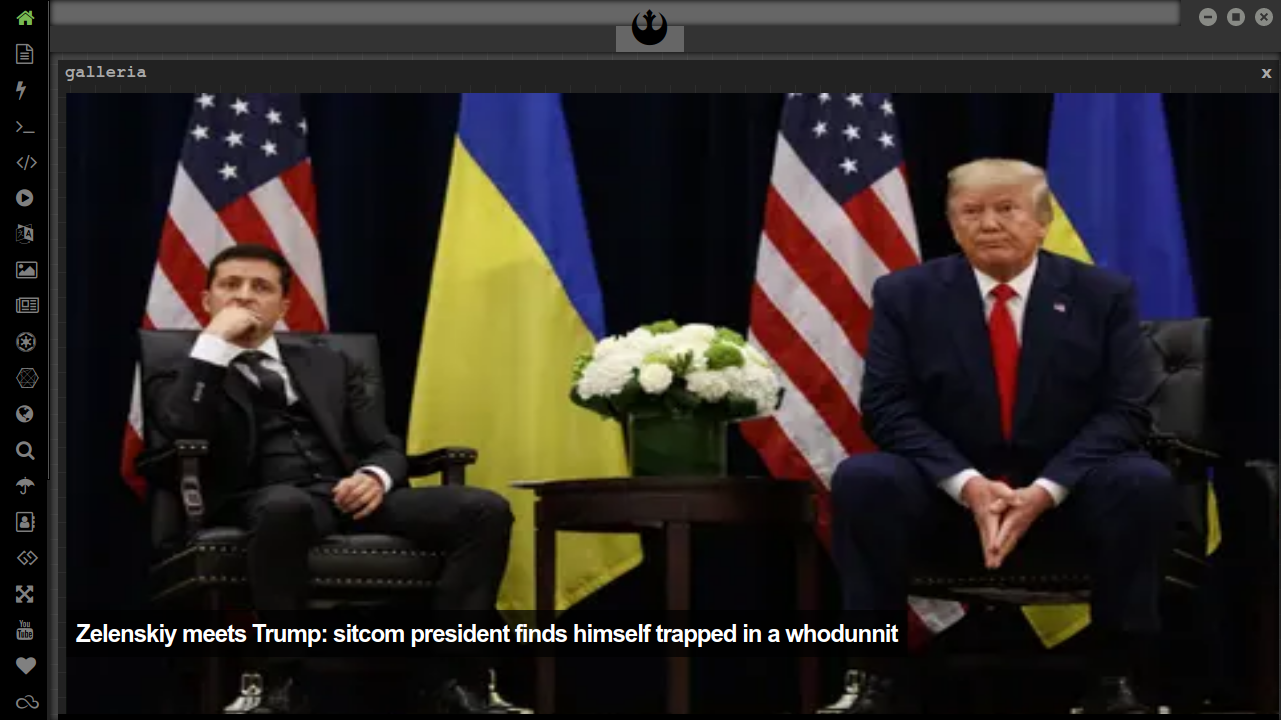 galleria
x
Zelenskiy meets Trump: sitcom president finds himself trapped in a whodunnit
You
Tube